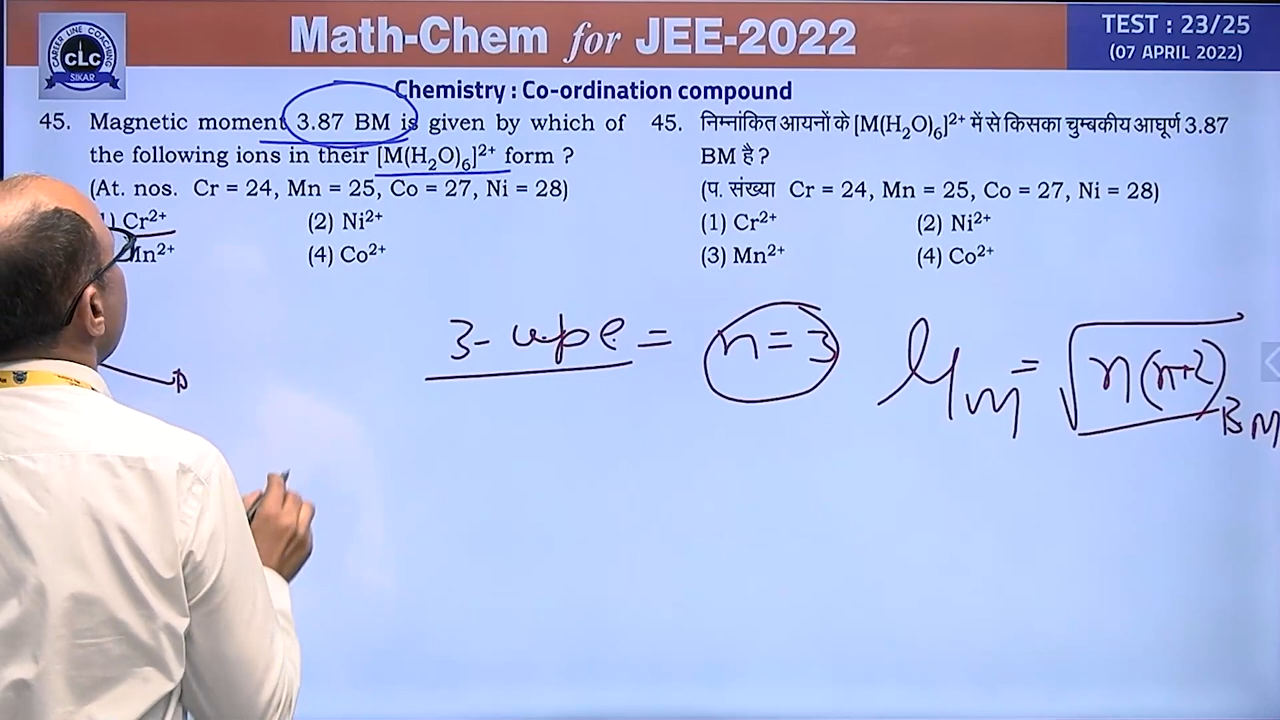 CAREER LINE COACHING
CLC
SIKAR
Math-Chem for JEE-2022
TEST : 23/25
(07 APRIL 2022)
Chemistry : Co-ordination compound
45. Magnetic moment 3.87 BM is given by which of
the following ions in their [M(H₂O)₆]²⁺ form ?
(At. nos. Cr = 24, Mn = 25, Co = 27, Ni = 28)
1) Cr²⁺ (2) Ni²⁺
Mn²⁺ (4) Co²⁺
45. निम्नांकित आयनों के [M(H₂O)₆]²⁺ में से किसका चुम्बकीय आघूर्ण 3.87
BM है ?
(प. संख्या Cr = 24, Mn = 25, Co = 27, Ni = 28)
(1) Cr²⁺ (2) Ni²⁺
(3) Mn²⁺ (4) Co²⁺
3- upe = n = 3 μm = √n(n+2) BM